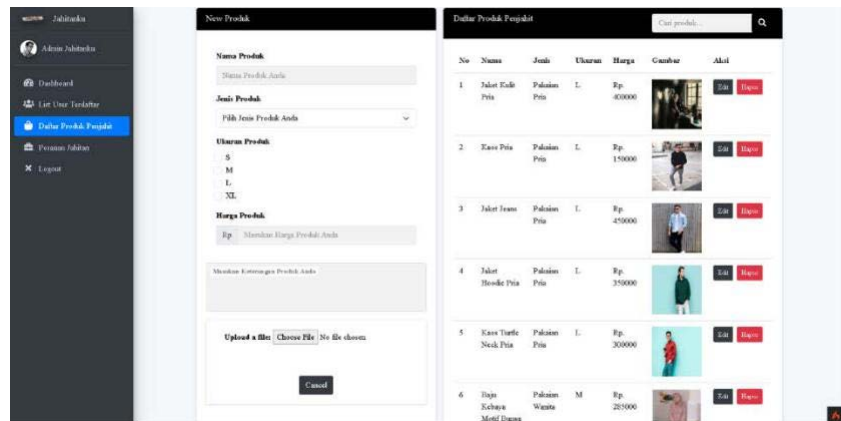 Jahitanku
Admin Jahitanku
Dashboard
List User Terdaftar
Daftar Produk Penjahit
Pesanan Jahitan
Logout
New Produk
Nama Produk
Nama Produk Anda
Jenis Produk
Pilih Jenis Produk Anda
Ukuran Produk
S
M
L
XL
Harga Produk
Rp
Masukan Harga Produk Anda
Masukan Keterangan Produk Anda
Upload a file: Choose File No file chosen
Cancel
Daftar Produk Penjahit
Cari produk...
No Nama Jenis Ukuran Harga Gambar Aksi
1 Jaket Kulit Pakaian L Rp. Edit Hapus
Pria Pria 400000
2 Kaos Pria Pakaian L Rp. Edit Hapus
Pria 150000
3 Jaket Jeans Pakaian L Rp. Edit Hapus
Pria 450000
4 Jaket Pakaian L Rp. Edit Hapus
Hoodie Pria Pria 350000
5 Kaos Turtle Pakaian L Rp. Edit Hapus
Neck Pria Pria 300000
6 Baju Pakaian M Rp. Edit Hapus
Kebaya Wanita 285000
Motif Bunga